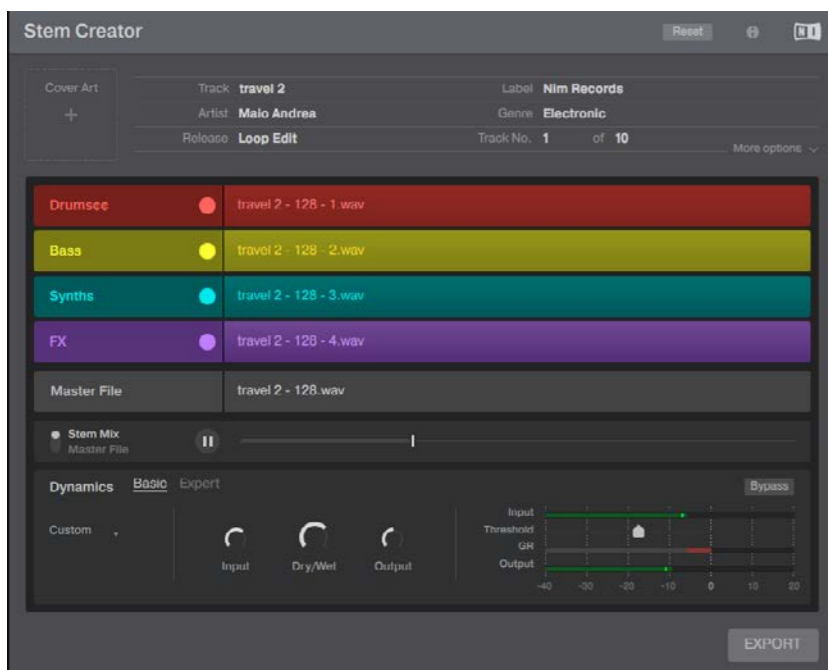 Stem Creator
Reset
NI
Cover Art
+
Track travel 2
Label Nim Records
Artist Malo Andrea
Genre Electronic
Release Loop Edit
Track No. 1 of 10
More options
Drumsee travel 2 - 128 - 1.wav
Bass travel 2 - 128 - 2.wav
Synths travel 2 - 128 - 3.wav
FX travel 2 - 128 - 4.wav
Master File travel 2 - 128.wav
Stem Mix
Master File
Dynamics Basic Expert
Bypass
Custom
Input Dry/Wet Output
Input
Threshold
GR
Output
-40 -30 -20 -10 0 10 20
EXPORT